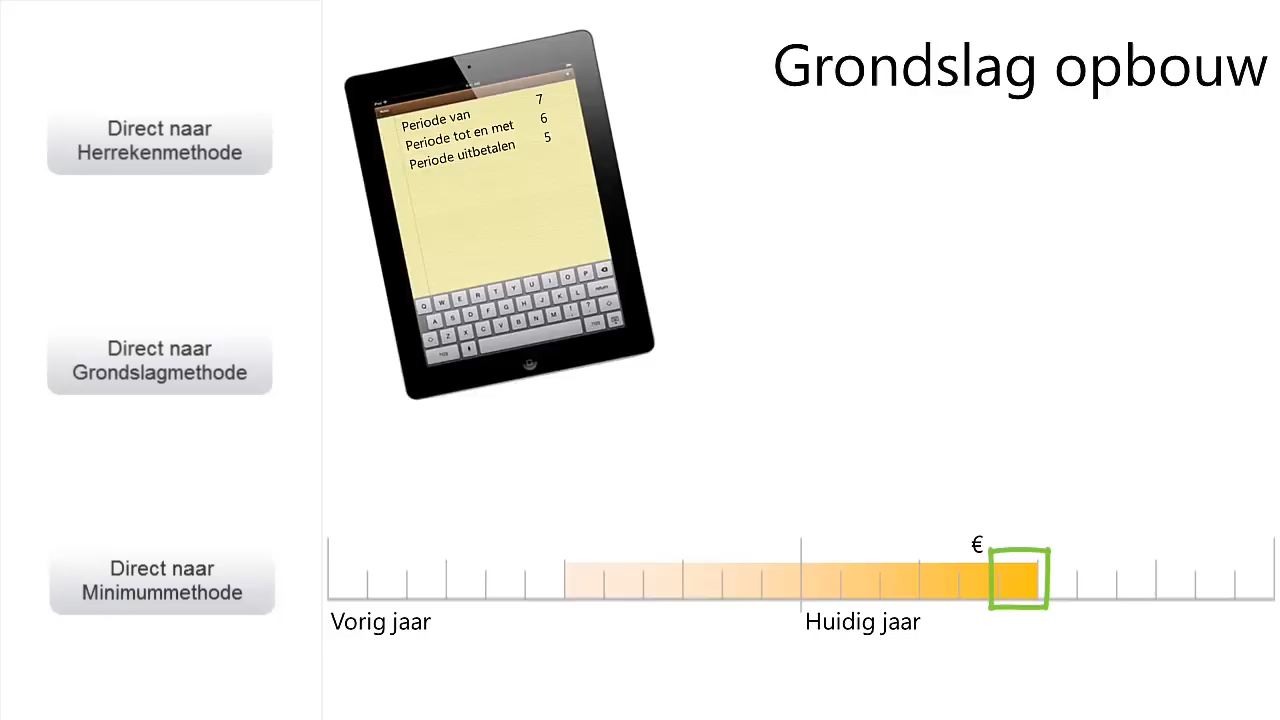 Grondslag opbouw
Direct naar
Herrekenmethode
Direct naar
Grondslagmethode
Direct naar
Minimummethode
Periode van 7
Periode tot en met 6
Periode uitbetalen 5
Q W E R T Y U I O P
A S D F G H J K L return
Z X C V B N M ! ?
€
Vorig jaar
Huidig jaar